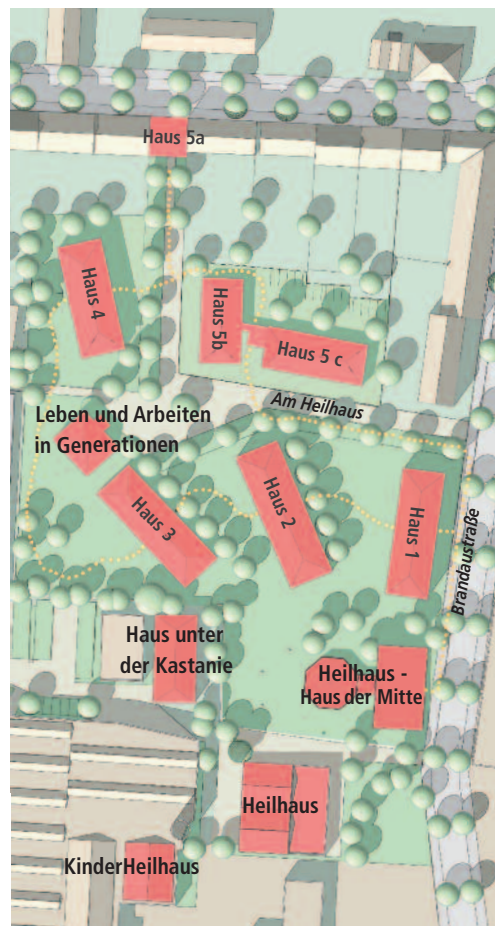 Haus 5a
Haus 4
Haus 5b
Haus 5 c
Am Heilhaus
Leben und Arbeiten
in Generationen
Haus 3
Haus 2
Haus 1
Brandaustraße
Haus unter
der Kastanie
Heilhaus -
Haus der Mitte
Heilhaus
KinderHeilhaus